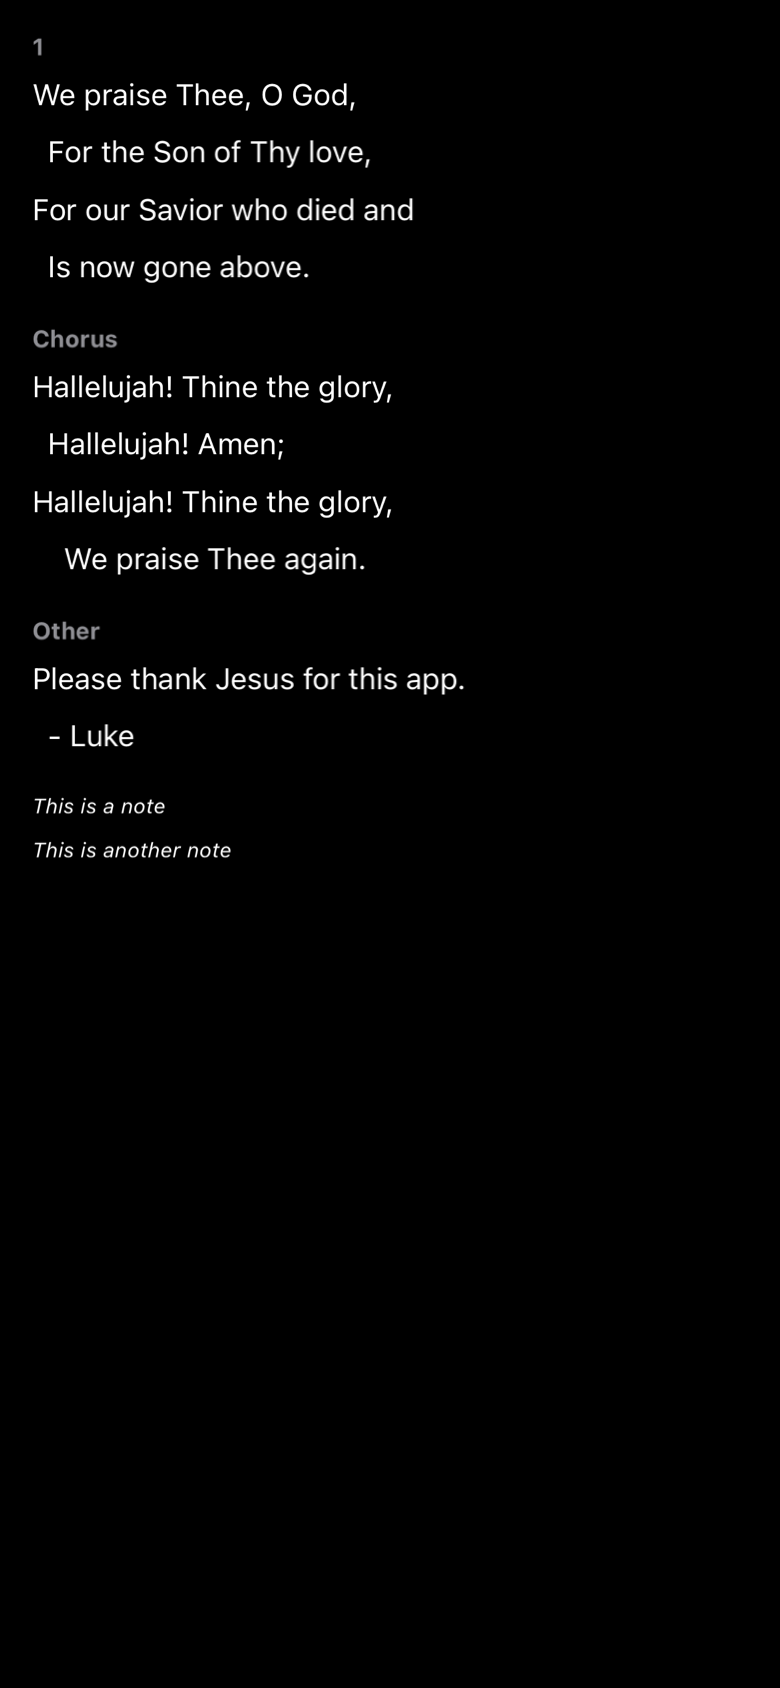 1
We praise Thee, O God,
For the Son of Thy love,
For our Savior who died and
Is now gone above.
Chorus
Hallelujah! Thine the glory,
Hallelujah! Amen;
Hallelujah! Thine the glory,
We praise Thee again.
Other
Please thank Jesus for this app.
- Luke
This is a note
This is another note